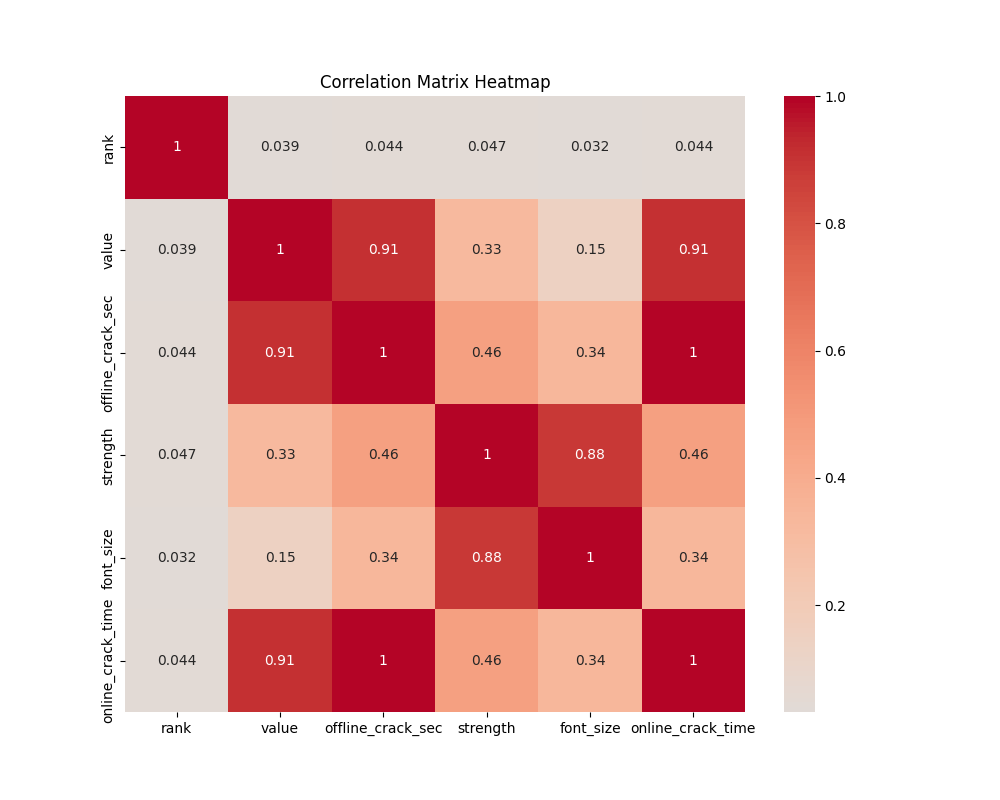 Correlation Matrix Heatmap
rank 1 0.039 0.044 0.047 0.032 0.044
value 0.039 1 0.91 0.33 0.15 0.91
offline_crack_sec 0.044 0.91 1 0.46 0.34 1
strength 0.047 0.33 0.46 1 0.88 0.46
font_size 0.032 0.15 0.34 0.88 1 0.34
online_crack_time 0.044 0.91 1 0.46 0.34 1
rank value offline_crack_sec strength font_size online_crack_time
1.0
0.8
0.6
0.4
0.2